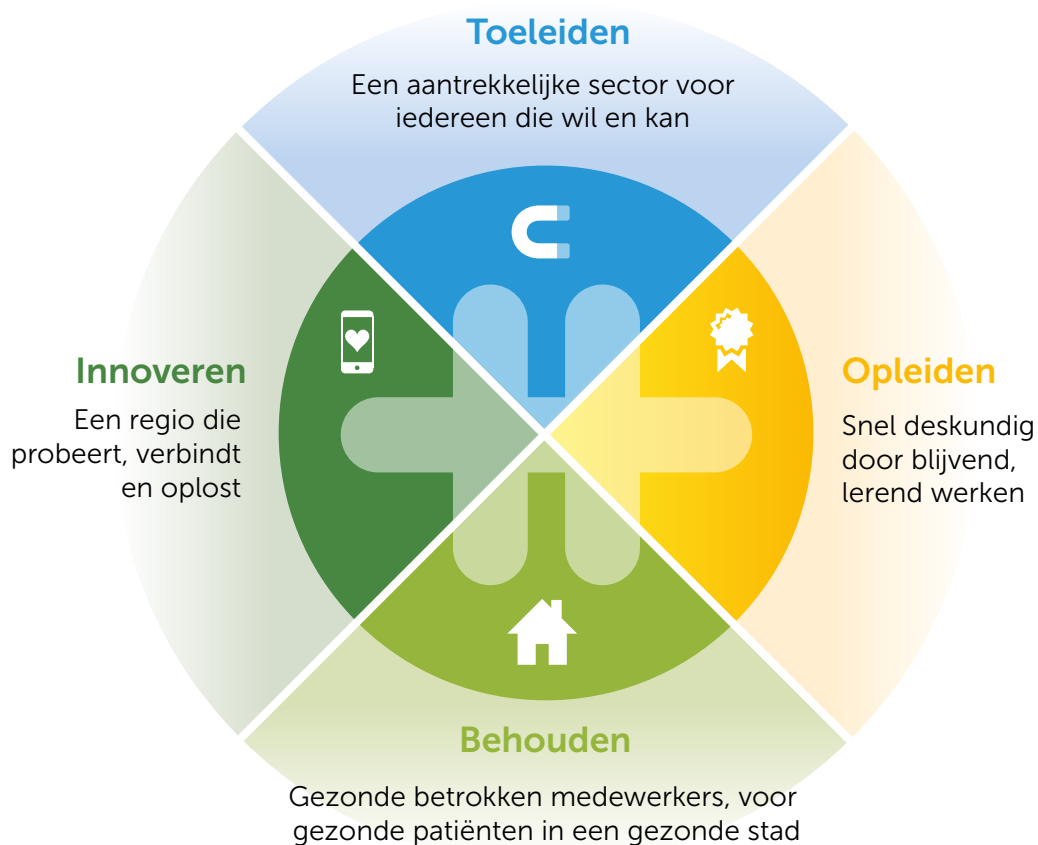 Toeleiden
Een aantrekkelijke sector voor
iedereen die wil en kan
Innoveren
Een regio die
probeert, verbindt
en oplost
Opleiden
Snel deskundig
door blijvend,
lerend werken
Behouden
Gezonde betrokken medewerkers, voor
gezonde patiënten in een gezonde stad